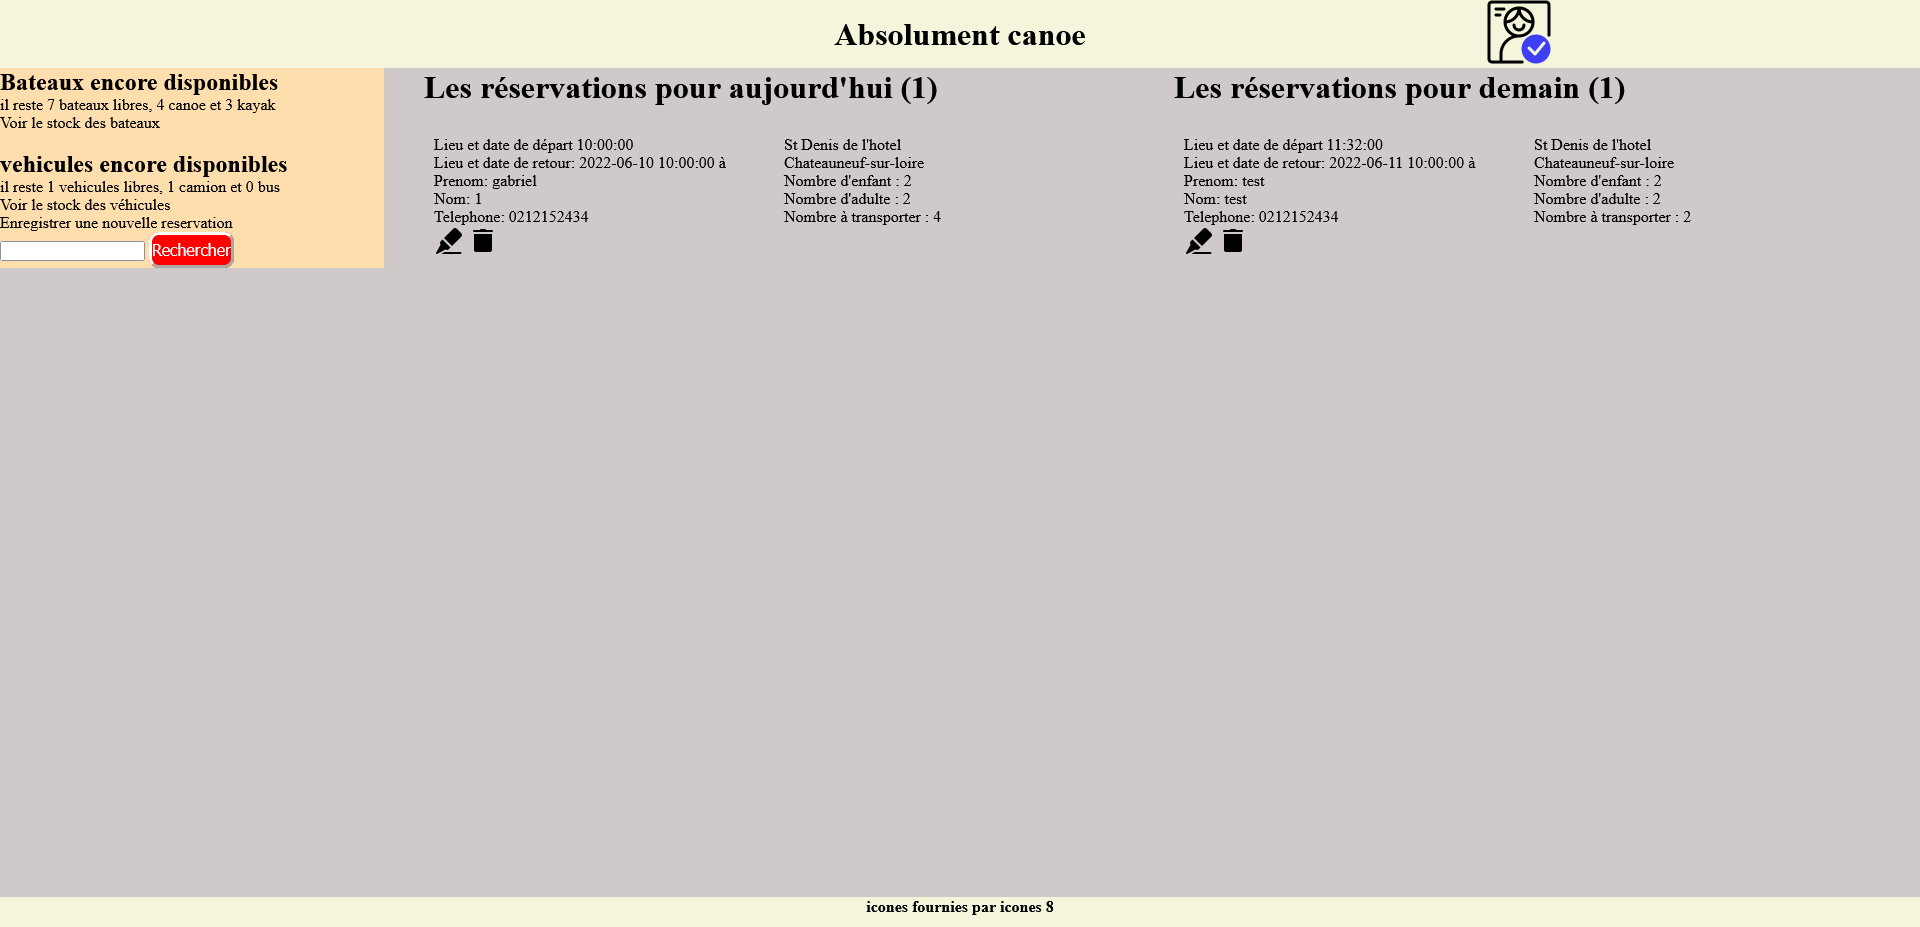 Absolument canoe
Bateaux encore disponibles
il reste 7 bateaux libres, 4 canoe et 3 kayak
Voir le stock des bateaux
vehicules encore disponibles
il reste 1 vehicules libres, 1 camion et 0 bus
Voir le stock des véhicules
Enregistrer une nouvelle reservation
Rechercher
Les réservations pour aujourd'hui (1)
Lieu et date de départ 10:00:00
Lieu et date de retour: 2022-06-10 10:00:00 à
Prenom: gabriel
Nom: 1
Telephone: 0212152434
St Denis de l'hotel
Chateauneuf-sur-loire
Nombre d'enfant : 2
Nombre d'adulte : 2
Nombre à transporter : 4
Les réservations pour demain (1)
Lieu et date de départ 11:32:00
Lieu et date de retour: 2022-06-11 10:00:00 à
Prenom: test
Nom: test
Telephone: 0212152434
St Denis de l'hotel
Chateauneuf-sur-loire
Nombre d'enfant : 2
Nombre d'adulte : 2
Nombre à transporter : 2
icones fournies par icones 8